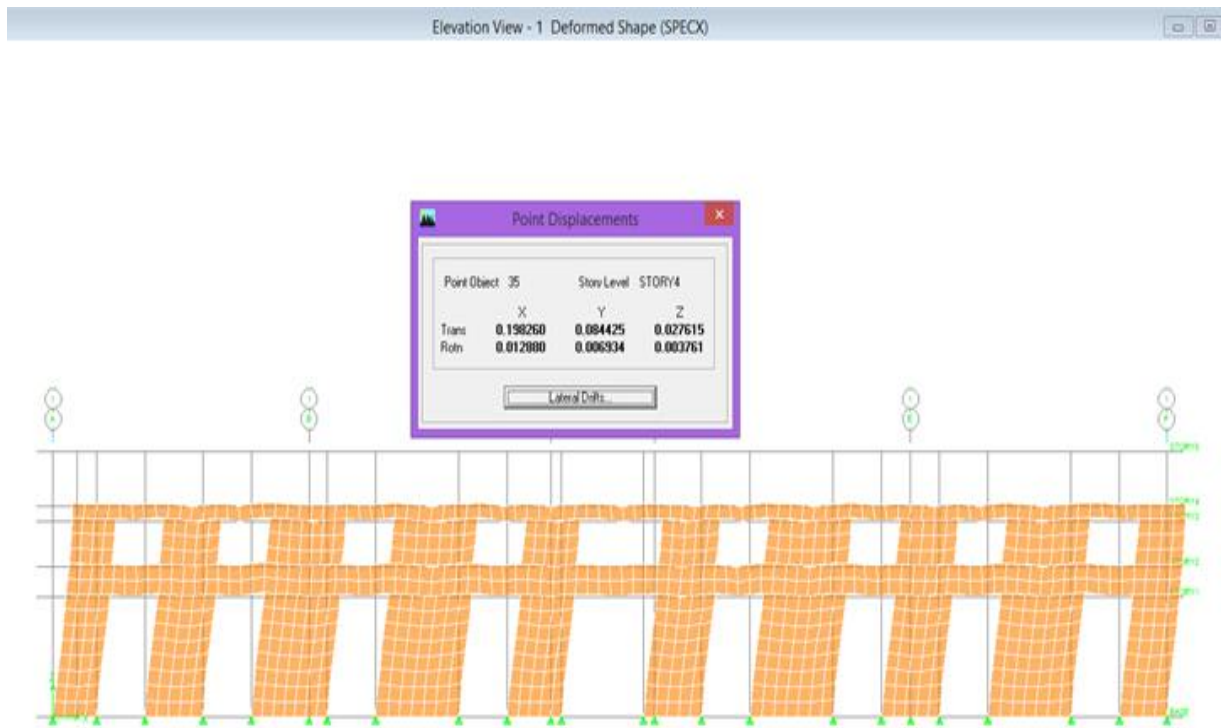 Elevation View - 1 Deformed Shape (SPECX)
Point Displacements
Point Object 35 Story Level STORY4
X Y Z
Trans 0.198260 0.084425 0.027615
Rotn 0.012880 0.006934 0.003761
Lateral Drifts...